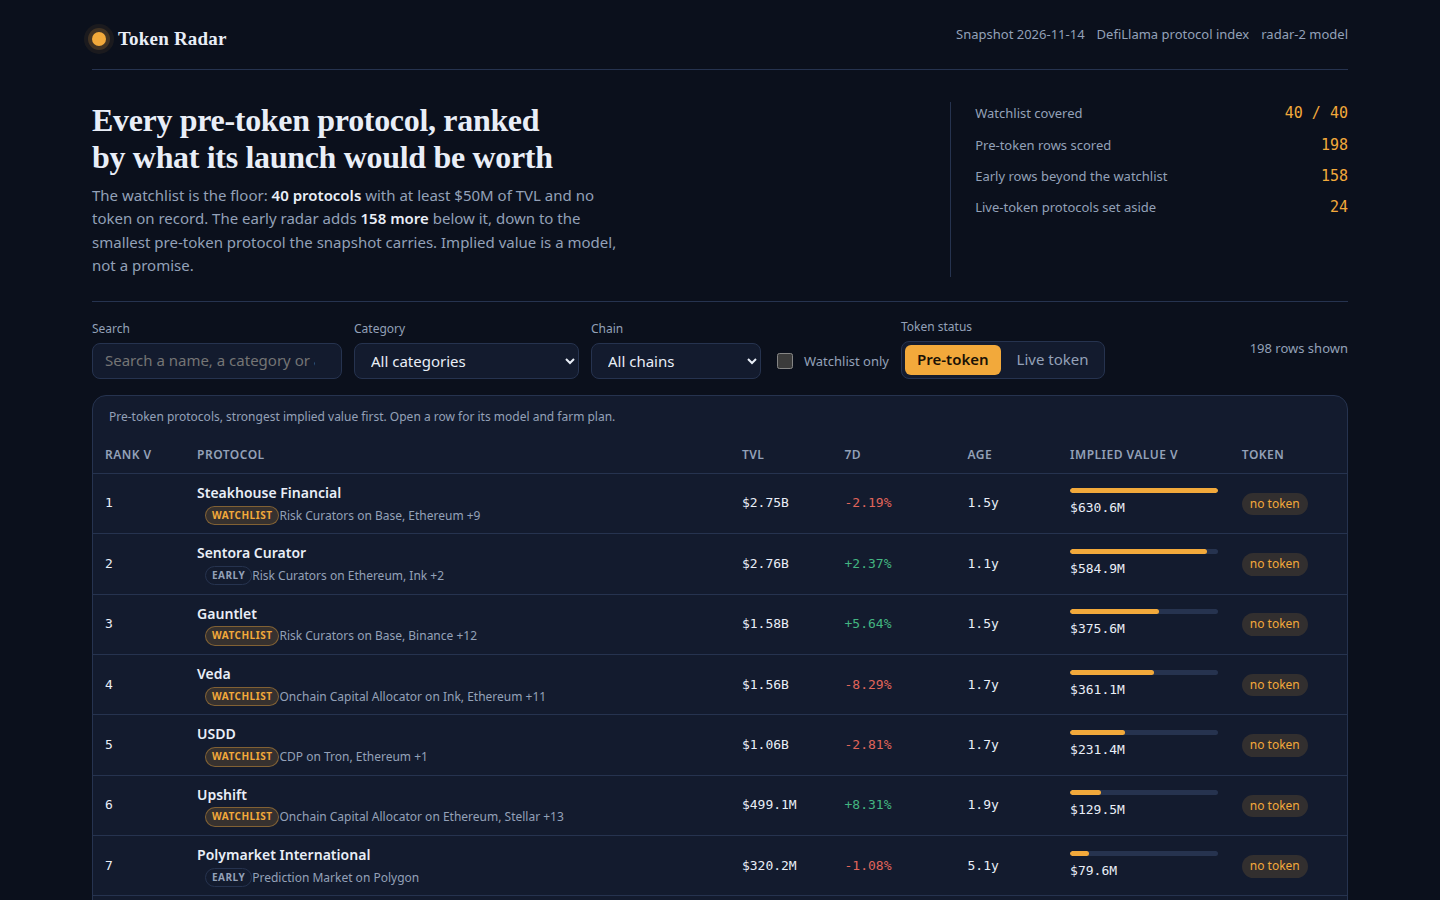 Token Radar
Snapshot 2026-11-14 DefiLlama protocol index radar-2 model
Every pre-token protocol, ranked
by what its launch would be worth
The watchlist is the floor: 40 protocols with at least $50M of TVL and no
token on record. The early radar adds 158 more below it, down to the
smallest pre-token protocol the snapshot carries. Implied value is a model,
not a promise.
Watchlist covered 40 / 40
Pre-token rows scored 198
Early rows beyond the watchlist 158
Live-token protocols set aside 24
Search
Search a name, a category or
Category
All categories
Chain
All chains
Watchlist only
Token status
Pre-token Live token
198 rows shown
Pre-token protocols, strongest implied value first. Open a row for its model and farm plan.
RANK V PROTOCOL TVL 7D AGE IMPLIED VALUE V TOKEN
1 Steakhouse Financial $2.75B -2.19% 1.5y $630.6M no token
WATCHLIST Risk Curators on Base, Ethereum +9
2 Sentora Curator $2.76B +2.37% 1.1y $584.9M no token
EARLY Risk Curators on Ethereum, Ink +2
3 Gauntlet $1.58B +5.64% 1.5y $375.6M no token
WATCHLIST Risk Curators on Base, Binance +12
4 Veda $1.56B -8.29% 1.7y $361.1M no token
WATCHLIST Onchain Capital Allocator on Ink, Ethereum +11
5 USDD $1.06B -2.81% 1.7y $231.4M no token
WATCHLIST CDP on Tron, Ethereum +1
6 Upshift $499.1M +8.31% 1.9y $129.5M no token
WATCHLIST Onchain Capital Allocator on Ethereum, Stellar +13
7 Polymarket International $320.2M -1.08% 5.1y $79.6M no token
EARLY Prediction Market on Polygon